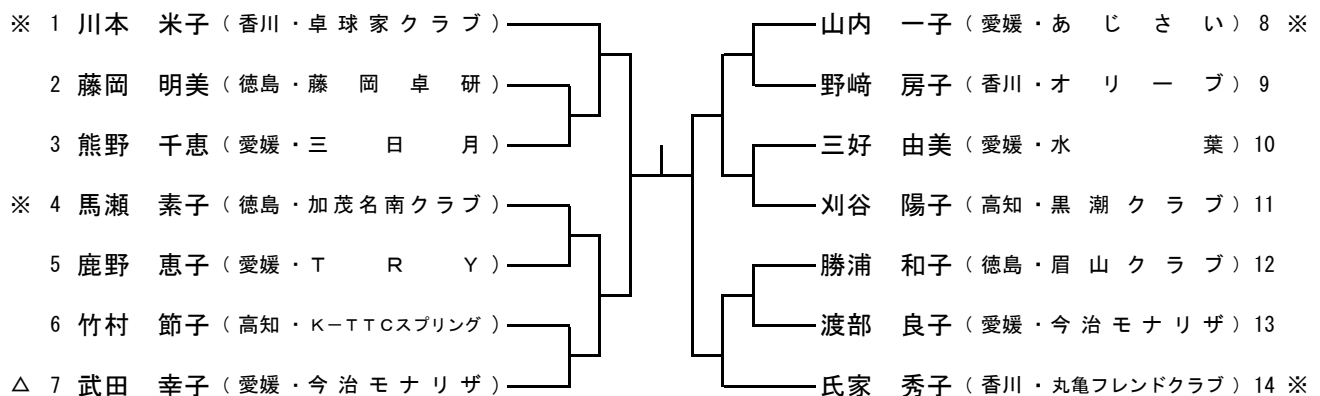 ※ 1 川本 米子(香川・卓球家クラブ)
2 藤岡 明美(徳島・藤岡卓研)
3 熊野 千恵(愛媛・三日月)
※ 4 馬瀬 素子(徳島・加茂名南クラブ)
5 鹿野 恵子(愛媛・TRY)
6 竹村 節子(高知・K-TTCスプリング)
△ 7 武田 幸子(愛媛・今治モナリザ)
山内 一子(愛媛・あじさい) 8 ※
野﨑 房子(香川・オリーブ) 9
三好 由美(愛媛・水葉) 10
刈谷 陽子(高知・黒潮クラブ) 11
勝浦 和子(徳島・眉山クラブ) 12
渡部 良子(愛媛・今治モナリザ) 13
氏家 秀子(香川・丸亀フレンドクラブ) 14 ※